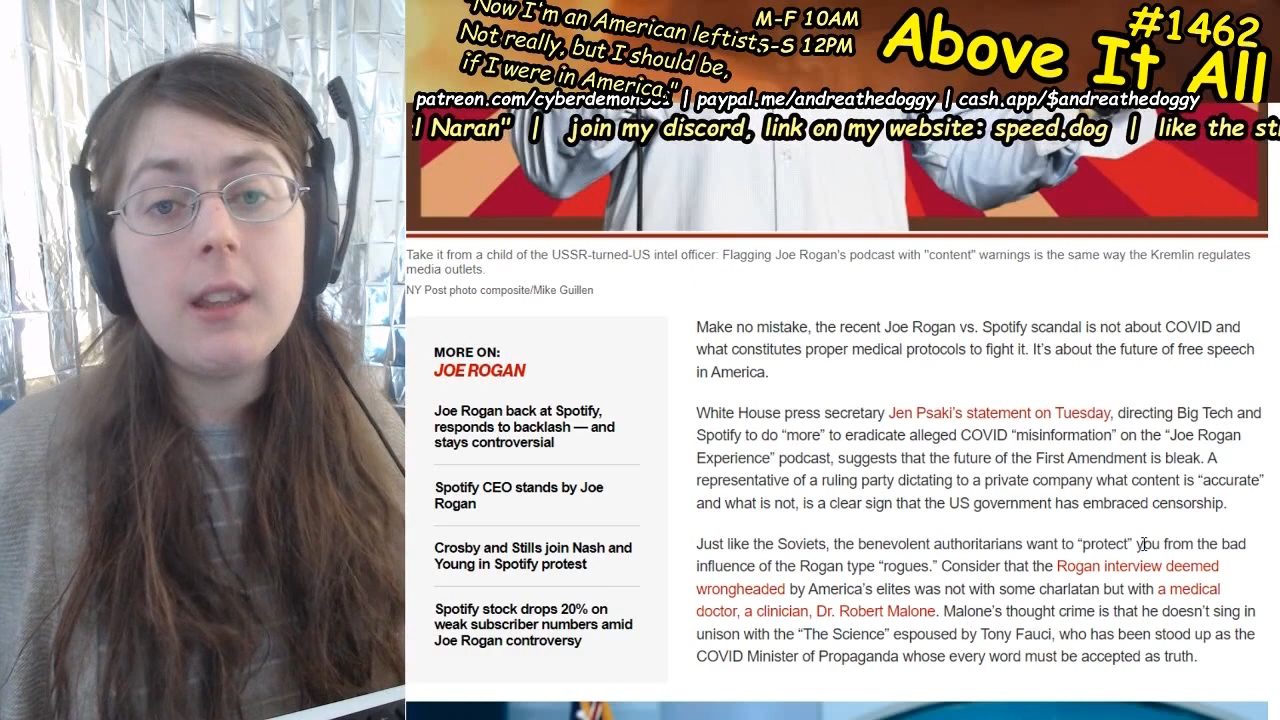 "Now I'm an American leftist.
Not really, but I should be,
if I were in America."
M-F 10AM
S-S 12PM
Above It All
#1462
| paypal.me/andreathedoggy | cash.app/$andreathedoggy
Naran" | join my discord, link on my website: speed.dog | like the st
Take it from a child of the USSR-turned-US intel officer: Flagging Joe Rogan's podcast with "content" warnings is the same way the Kremlin regulates
media outlets.
NY Post photo composite/Mike Guillen
MORE ON:
JOE ROGAN
Joe Rogan back at Spotify,
responds to backlash — and
stays controversial
Spotify CEO stands by Joe
Rogan
Crosby and Stills join Nash and
Young in Spotify protest
Spotify stock drops 20% on
weak subscriber numbers amid
Joe Rogan controversy
Make no mistake, the recent Joe Rogan vs. Spotify scandal is not about COVID and
what constitutes proper medical protocols to fight it. It's about the future of free speech
in America.
White House press secretary Jen Psaki's statement on Tuesday, directing Big Tech and
Spotify to do “more” to eradicate alleged COVID “misinformation” on the “Joe Rogan
Experience” podcast, suggests that the future of the First Amendment is bleak. A
representative of a ruling party dictating to a private company what content is “accurate”
and what is not, is a clear sign that the US government has embraced censorship.
Just like the Soviets, the benevolent authoritarians want to “protect” you from the bad
influence of the Rogan type “rogues.” Consider that the Rogan interview deemed
wrongheaded by America's elites was not with some charlatan but with a medical
doctor, a clinician, Dr. Robert Malone. Malone's thought crime is that he doesn't sing in
unison with the “The Science” espoused by Tony Fauci, who has been stood up as the
COVID Minister of Propaganda whose every word must be accepted as truth.